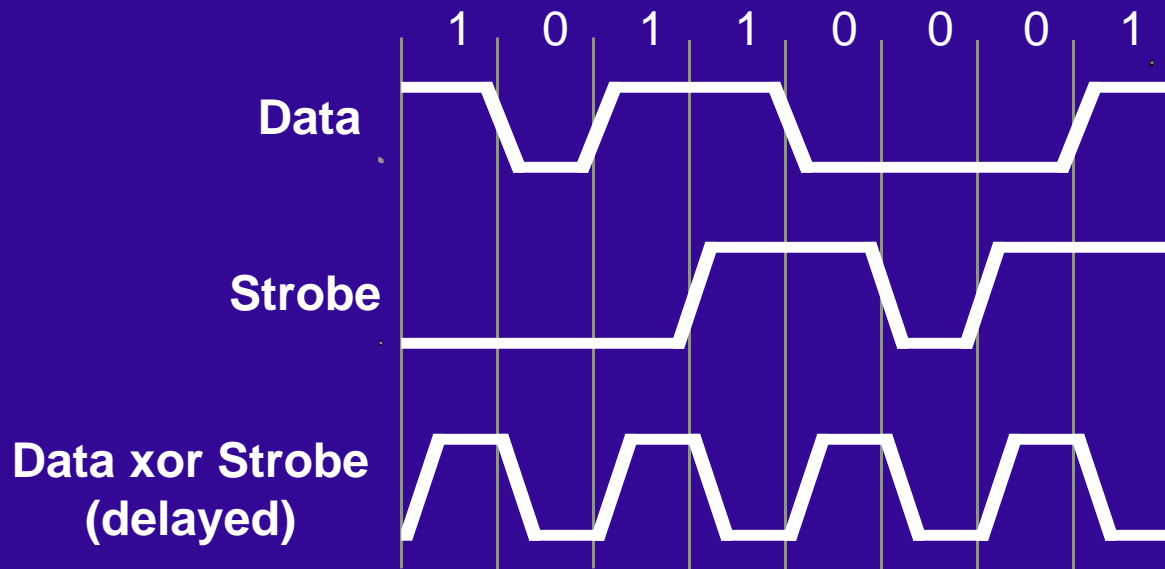 1 0 1 1 0 0 0 1
Data
Strobe
Data xor Strobe
(delayed)